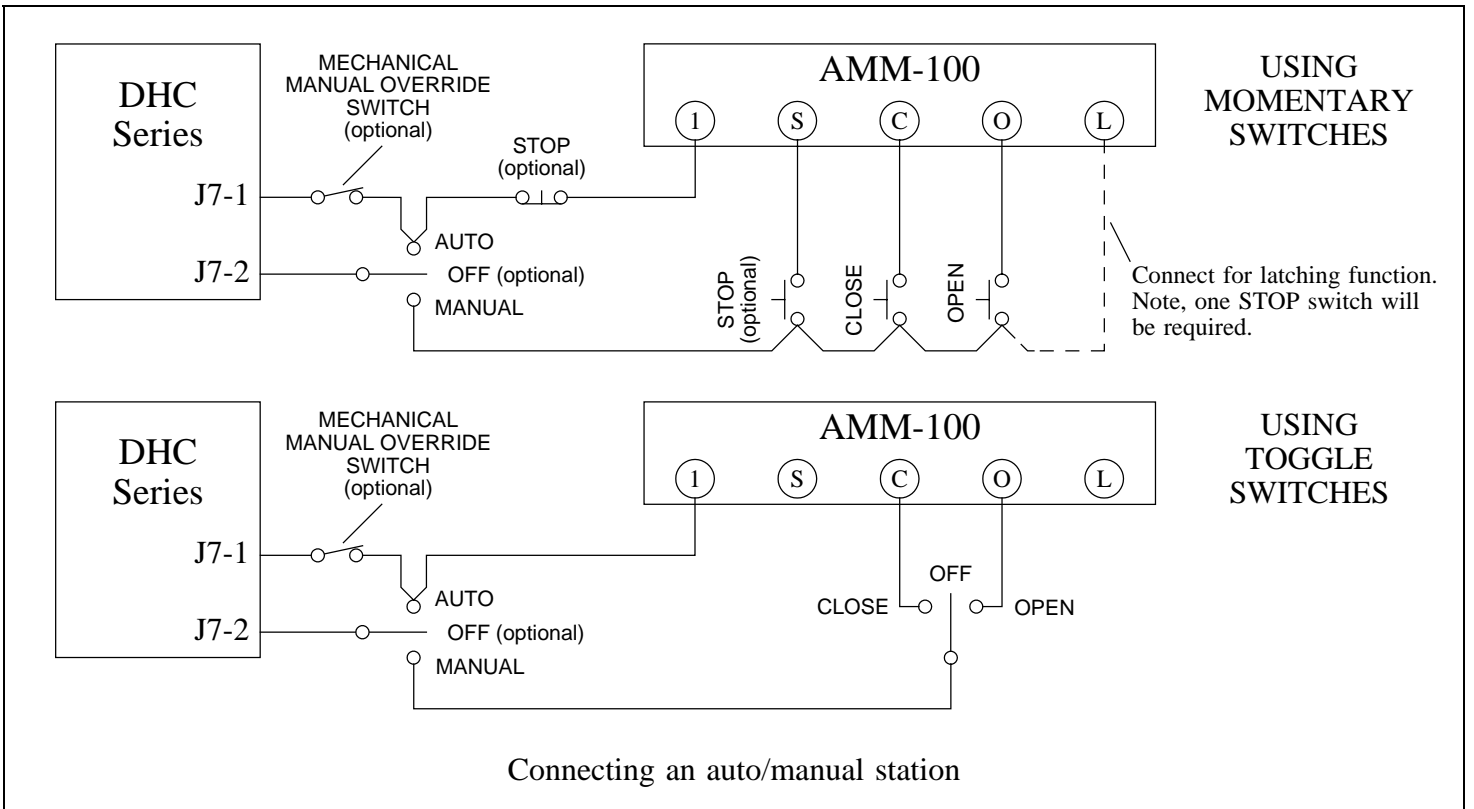 DHC
Series
MECHANICAL
MANUAL OVERRIDE
SWITCH
(optional)
STOP
(optional)
AMM-100
1 S C O L
USING
MOMENTARY
SWITCHES
J7-1
J7-2
AUTO
OFF (optional)
MANUAL
STOP
(optional)
CLOSE
OPEN
Connect for latching function.
Note, one STOP switch will
be required.
DHC
Series
MECHANICAL
MANUAL OVERRIDE
SWITCH
(optional)
AMM-100
1 S C O L
USING
TOGGLE
SWITCHES
J7-1
J7-2
AUTO
OFF (optional)
MANUAL
OFF
CLOSE
OPEN
Connecting an auto/manual station